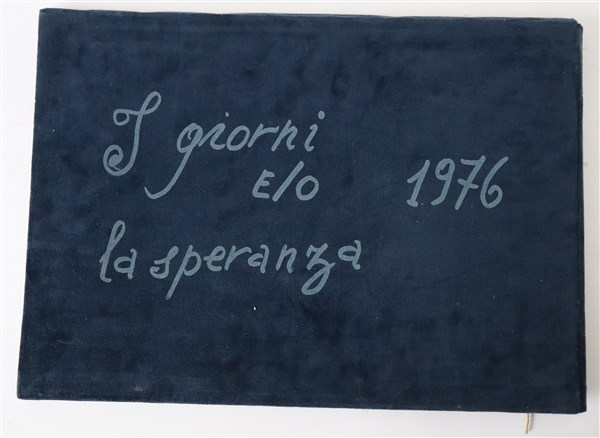 I giorni
E/O 1976
la speranza